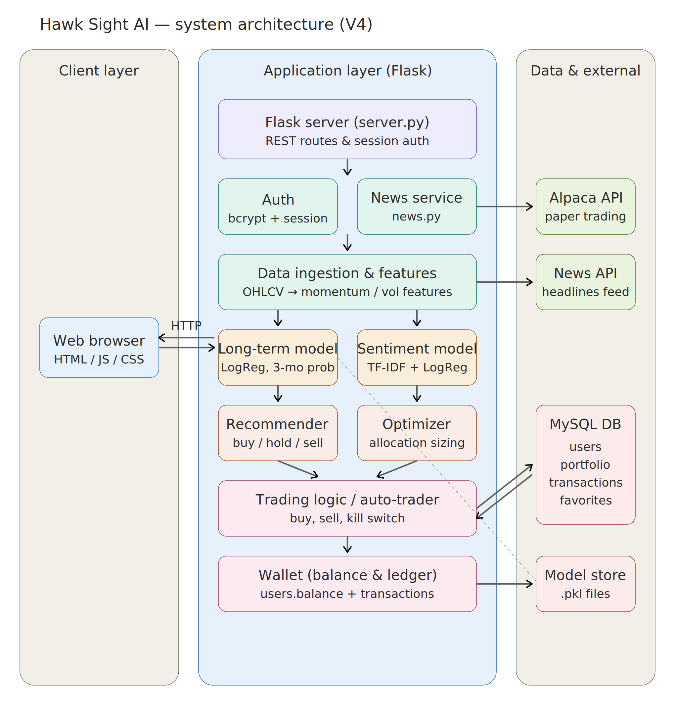 Hawk Sight AI — system architecture (V4)
Client layer
Application layer (Flask)
Data & external
Flask server (server.py)
REST routes & session auth
Auth
bcrypt + session
News service
news.py
Alpaca API
paper trading
Data ingestion & features
OHLCV → momentum / vol features
News API
headlines feed
HTTP
Web browser
HTML / JS / CSS
Long-term model
LogReg, 3-mo prob
Sentiment model
TF-IDF + LogReg
Recommender
buy / hold / sell
Optimizer
allocation sizing
MySQL DB
users
portfolio
transactions
favorites
Trading logic / auto-trader
buy, sell, kill switch
Wallet (balance & ledger)
users.balance + transactions
Model store
.pkl files